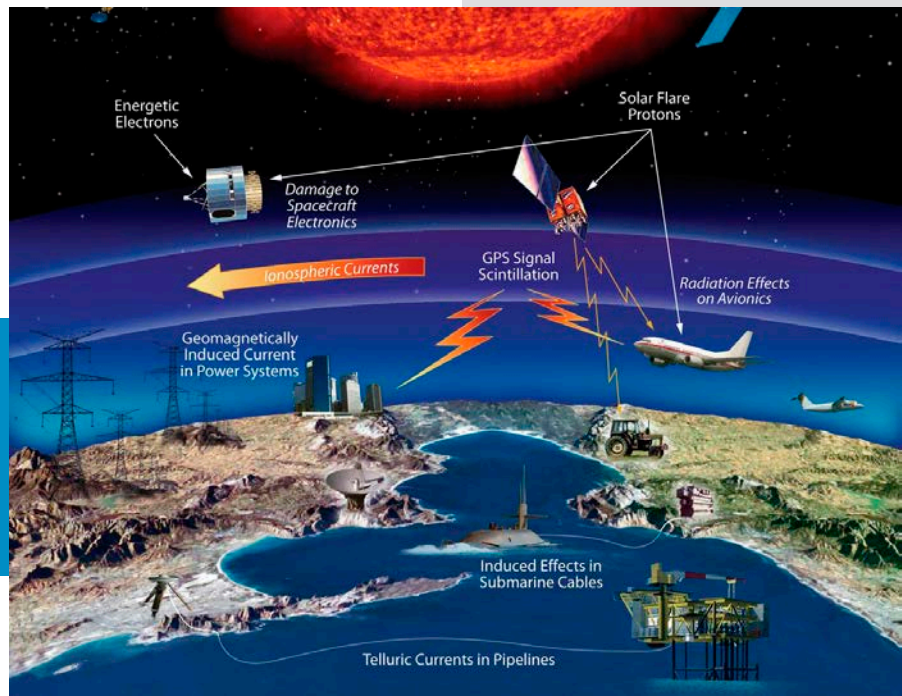 Energetic
Electrons
Solar Flare
Protons
Damage to
Spacecraft
Electronics
Ionospheric Currents
GPS Signal
Scintillation
Radiation Effects
on Avionics
Geomagnetically
Induced Current
in Power Systems
Induced Effects in
Submarine Cables
Telluric Currents in Pipelines